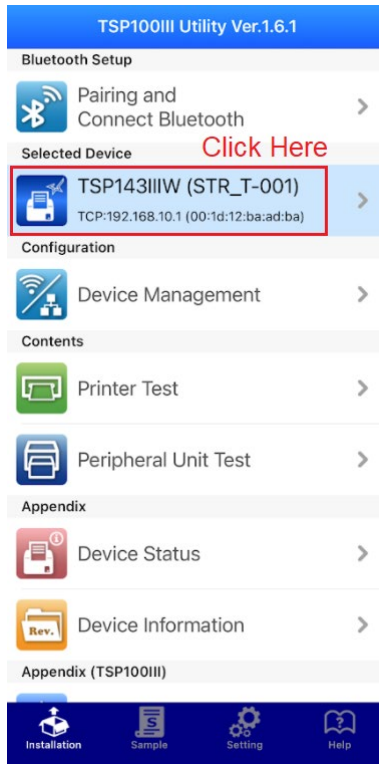 TSP100III Utility Ver.1.6.1
Bluetooth Setup
Pairing and
Connect Bluetooth
Selected Device
Click Here
TSP143IIIW (STR_T-001)
TCP:192.168.10.1 (00:1d:12:ba:ad:ba)
Configuration
Device Management
Contents
Printer Test
Peripheral Unit Test
Appendix
Device Status
Rev.
Device Information
Appendix (TSP100III)
Installation
Sample
Setting
Help